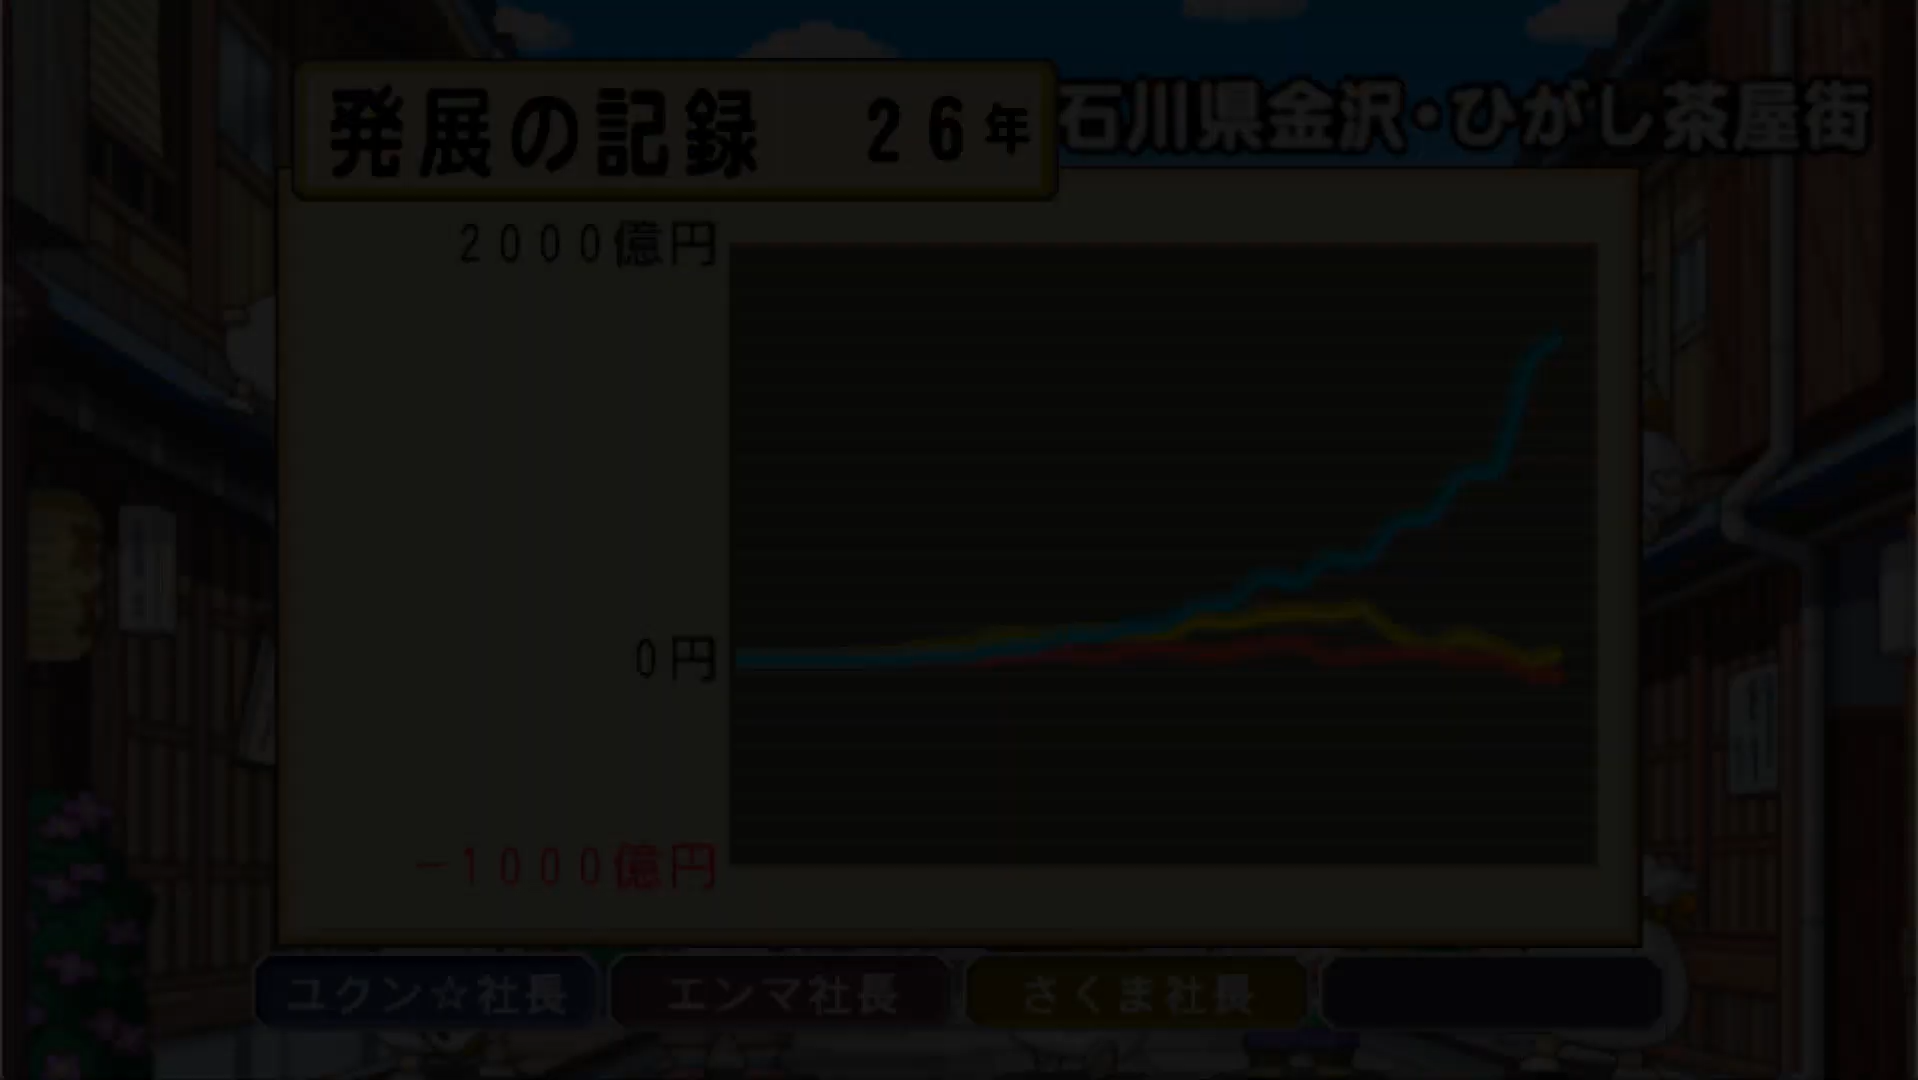 発展の記録 26年
石川県金沢・ひがし茶屋街
2000億円
0円
－1000億円
ユクン☆社長
エンマ社長
さくま社長